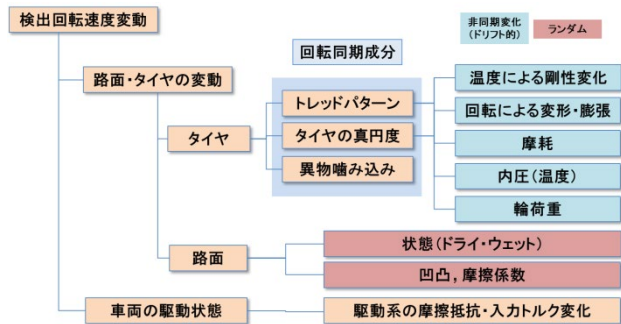 検出回転速度変動
非同期変化
(ドリフト的)
ランダム
路面・タイヤの変動
回転同期成分
温度による剛性変化
トレッドパターン
回転による変形・膨張
タイヤ
タイヤの真円度
摩耗
異物噛み込み
内圧(温度)
輪荷重
路面
状態(ドライ・ウェット)
凹凸, 摩擦係数
車両の駆動状態
駆動系の摩擦抵抗・入力トルク変化